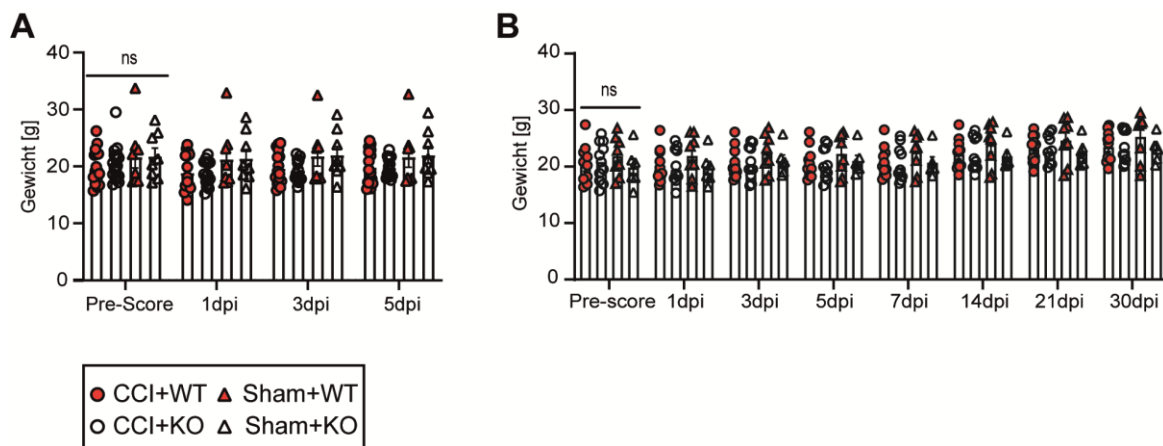 A
Gewicht [g]
40
30
20
10
0
ns
Pre-Score 1dpi 3dpi 5dpi
B
Gewicht [g]
40
30
20
10
0
ns
Pre-score 1dpi 3dpi 5dpi 7dpi 14dpi 21dpi 30dpi
CCI+WT Sham+WT
CCI+KO Sham+KO